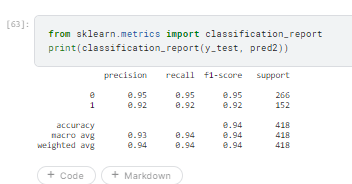 [63]:
from sklearn.metrics import classification_report
print(classification_report(y_test, pred2))
precision recall f1-score support
0 0.95 0.95 0.95 266
1 0.92 0.92 0.92 152
accuracy 0.94 418
macro avg 0.93 0.94 0.94 418
weighted avg 0.94 0.94 0.94 418
+ Code + Markdown